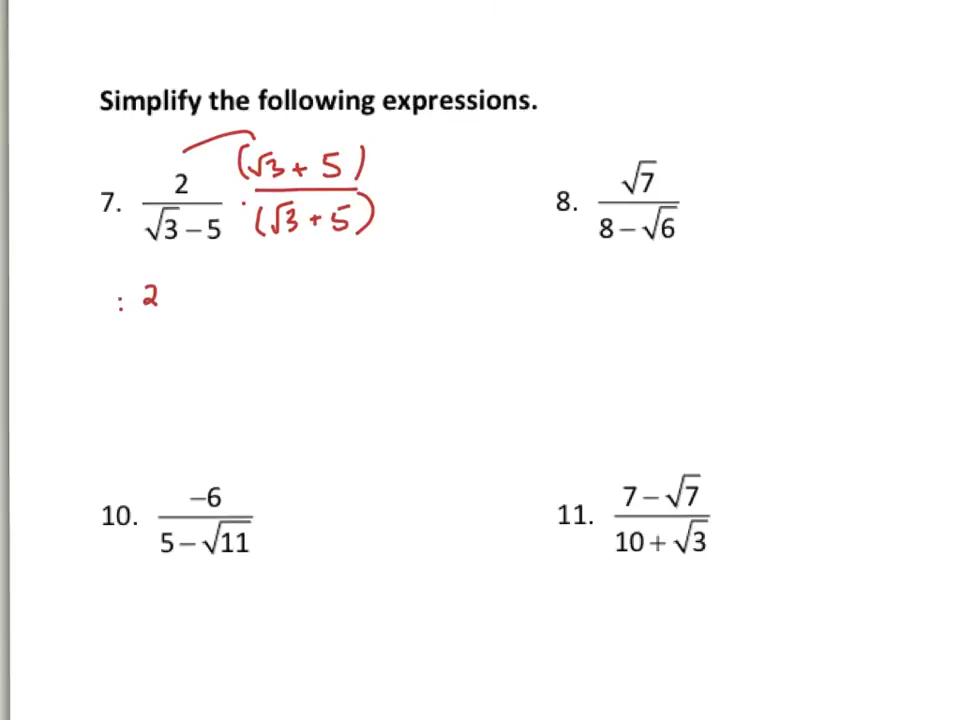 Simplify the following expressions.
7. 2/(√3 − 5) · (√3 + 5)/(√3 + 5)
8. √7/(8 − √6)
: 2
10. −6/(5 − √11)
11. (7 − √7)/(10 + √3)